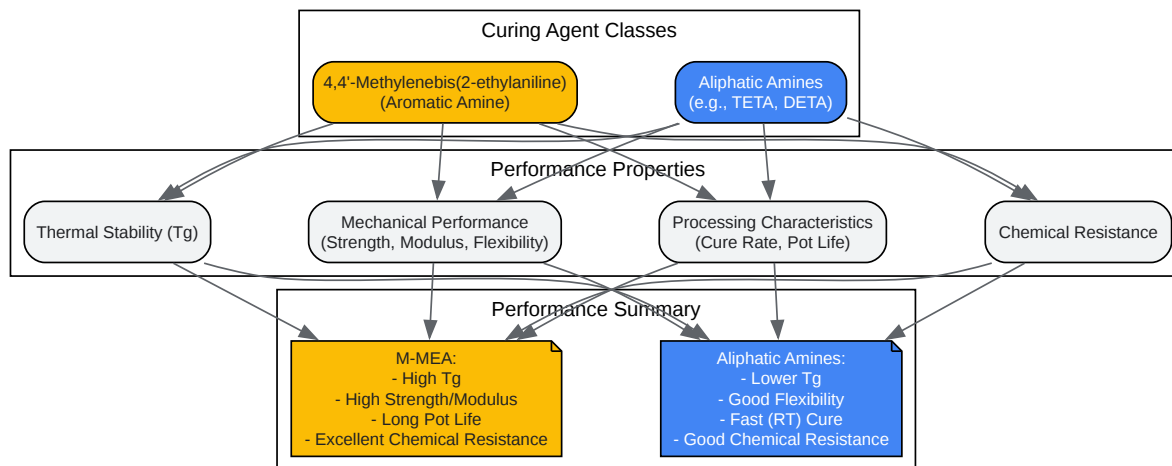 Curing Agent Classes
4,4'-Methylenebis(2-ethylaniline)
(Aromatic Amine)
Aliphatic Amines
(e.g., TETA, DETA)
Performance Properties
Thermal Stability (Tg)
Mechanical Performance
(Strength, Modulus, Flexibility)
Processing Characteristics
(Cure Rate, Pot Life)
Chemical Resistance
Performance Summary
M-MEA:
- High Tg
- High Strength/Modulus
- Long Pot Life
- Excellent Chemical Resistance
Aliphatic Amines:
- Lower Tg
- Good Flexibility
- Fast (RT) Cure
- Good Chemical Resistance